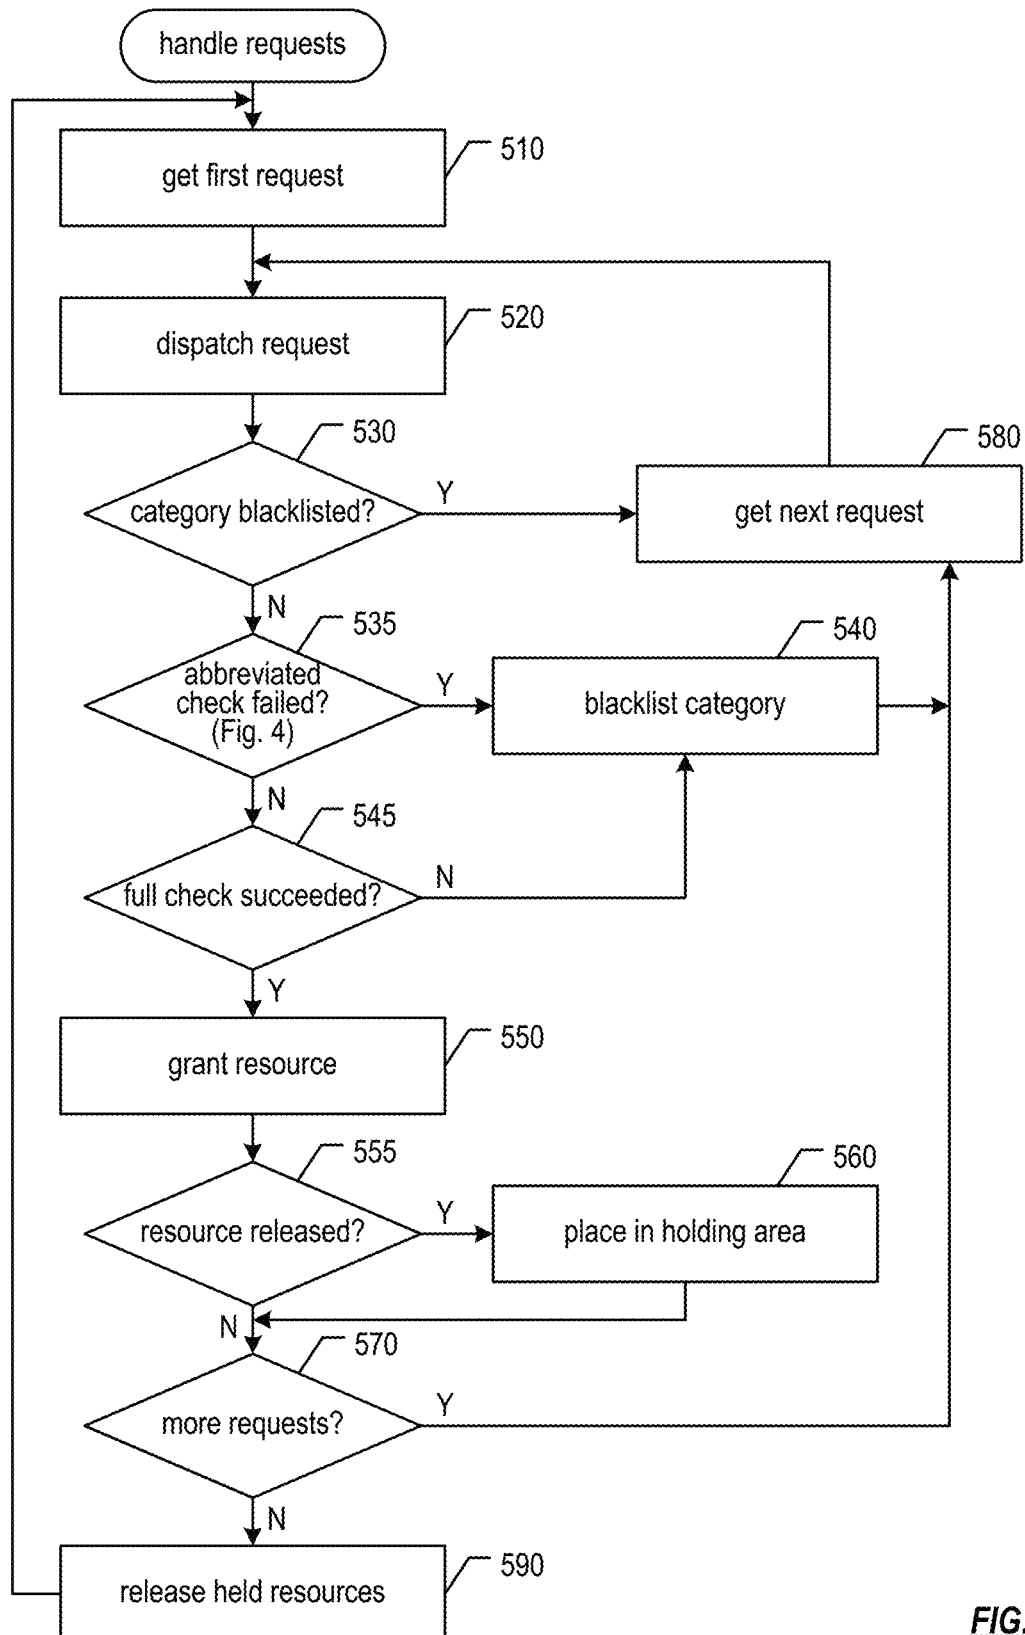 handle requests
510
get first request
520
dispatch request
530
580
category blacklisted?
Y
get next request
N
535
540
abbreviated
check failed?
(Fig. 4)
Y
blacklist category
N
545
full check succeeded?
N
Y
550
grant resource
555
560
resource released?
Y
place in holding area
N
570
more requests?
Y
N
590
release held resources
FIG.